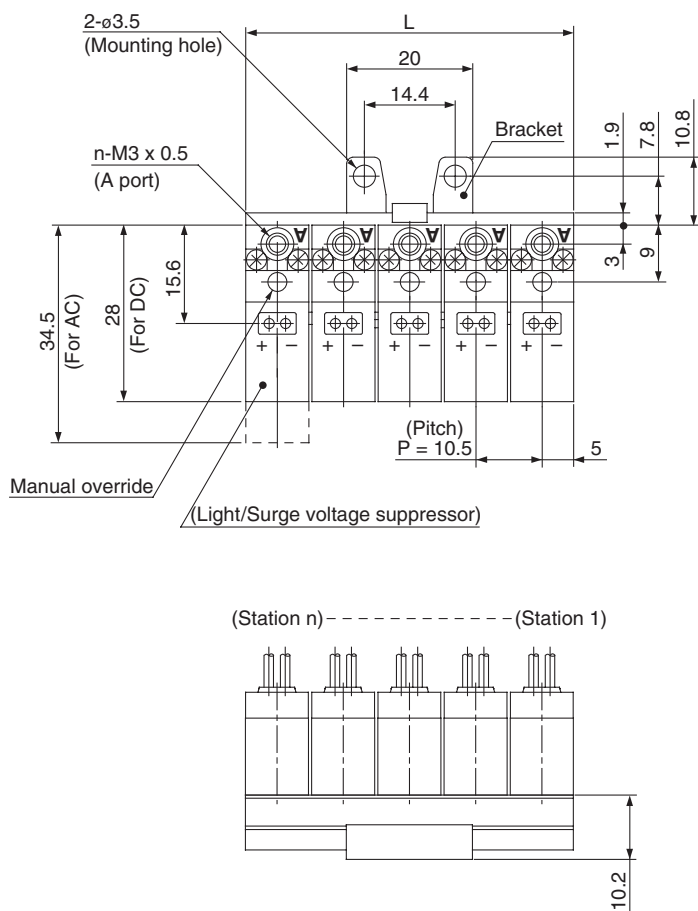 2-ø3.5
(Mounting hole)
L
20
14.4
Bracket
1.9
7.8
10.8
n-M3 x 0.5
(A port)
A A A A A
34.5
(For AC)
28
(For DC)
15.6
3
9
+ − + − + − + − + −
(Pitch)
P = 10.5
5
Manual override
(Light/Surge voltage suppressor)
(Station n)
(Station 1)
10.2